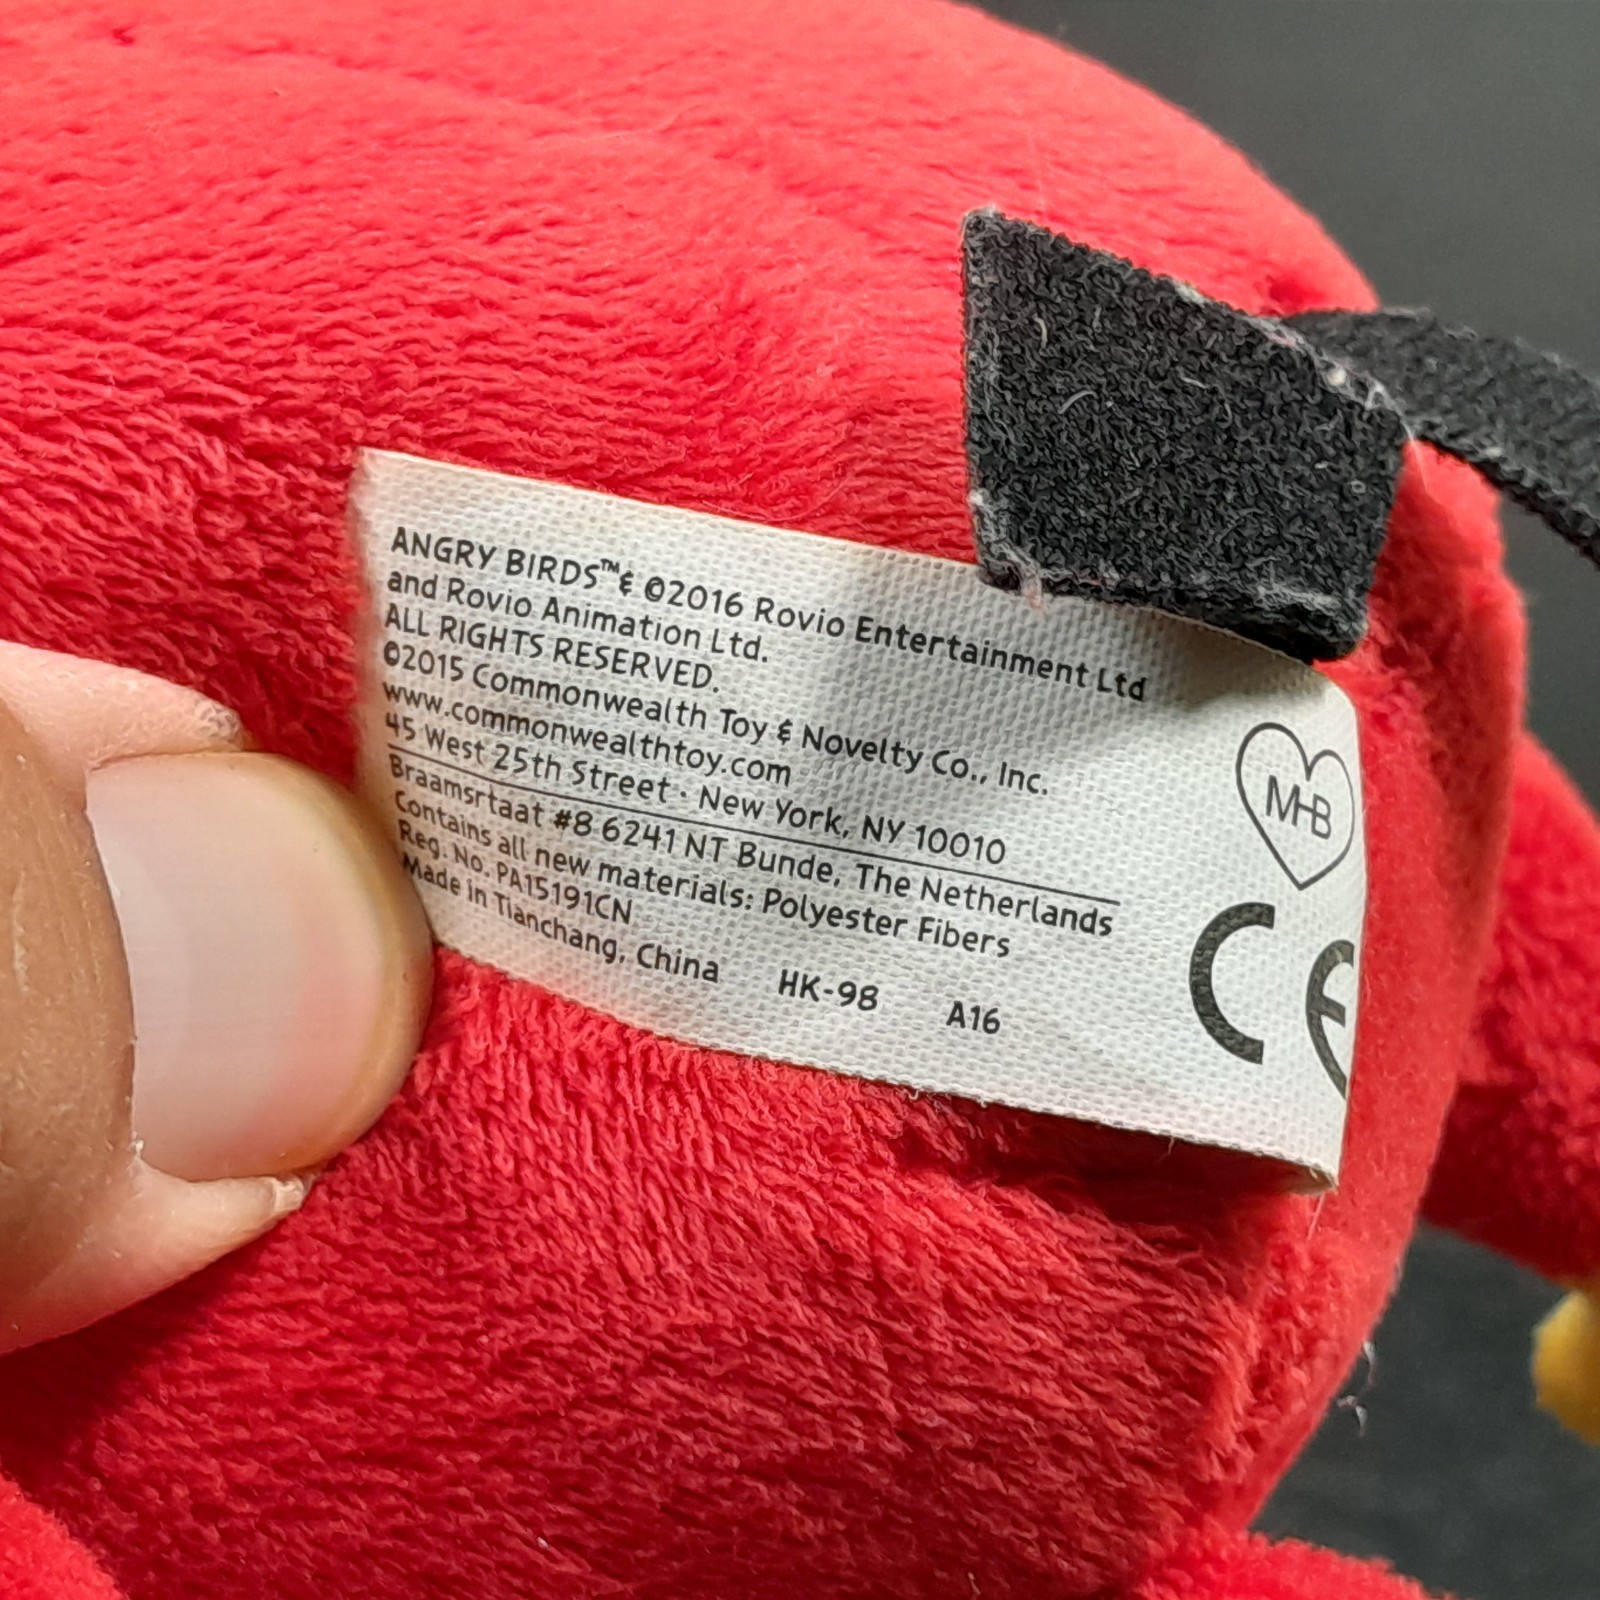 ANGRY BIRDS™& ©2016 Rovio Entertainment Ltd
and Rovio Animation Ltd.
ALL RIGHTS RESERVED.
©2015 Commonwealth Toy & Novelty Co., Inc.
www.commonwealthtoy.com
45 West 25th Street · New York, NY 10010
Braamsrtaat #8 6241 NT Bunde, The Netherlands
Contains all new materials: Polyester Fibers
Reg. No. PA15191CN
Made in Tianchang, China HK-98 A16
MHB
CE